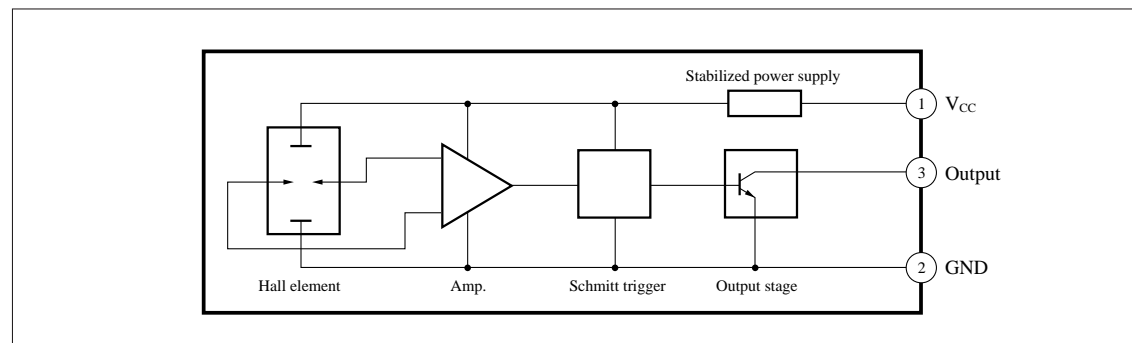 Stabilized power supply
1 VCC
3 Output
2 GND
Hall element Amp. Schmitt trigger Output stage